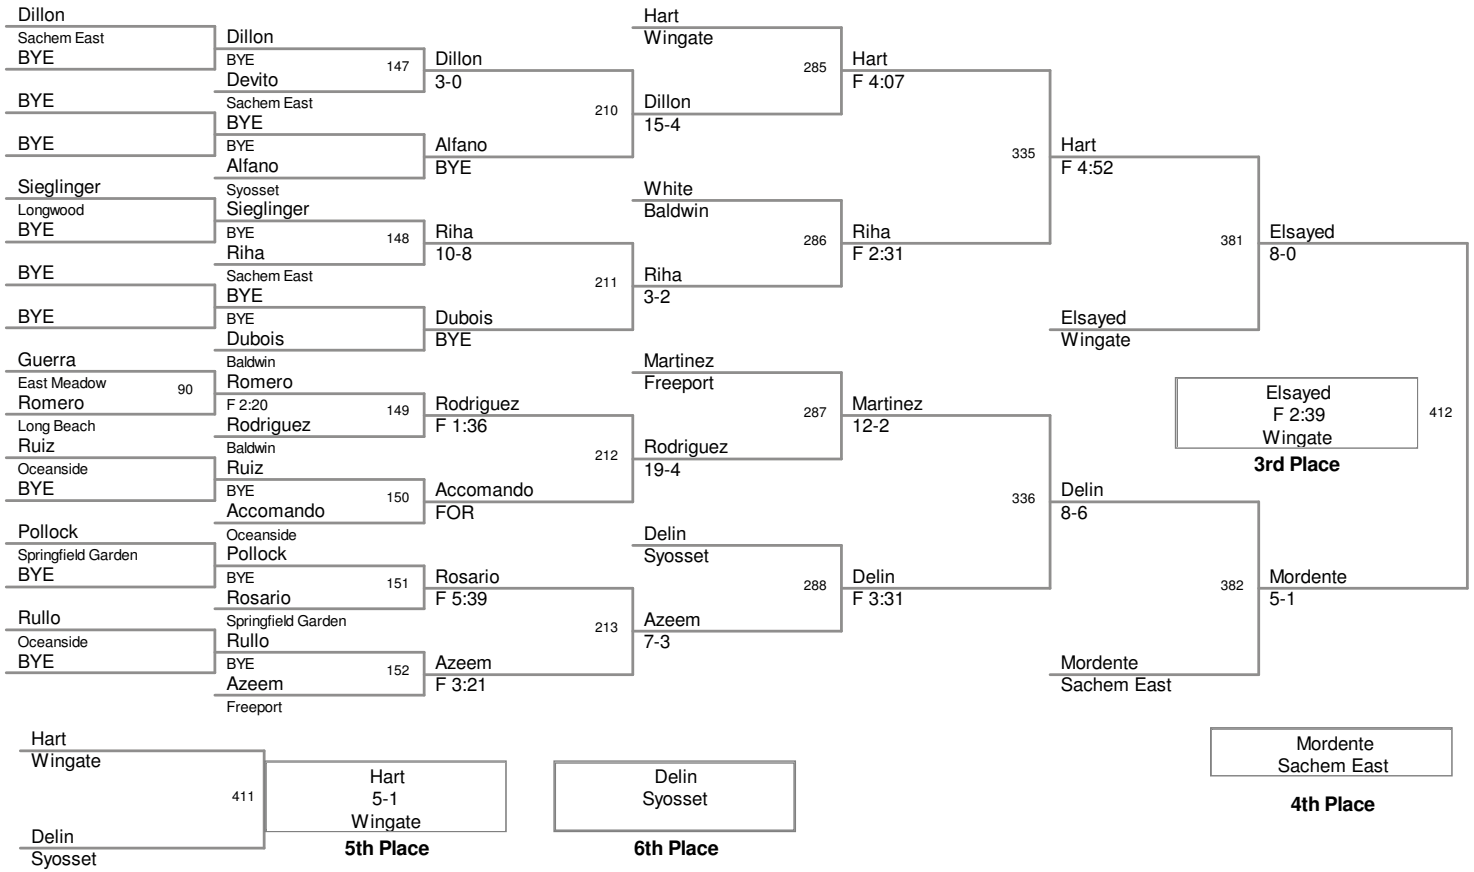 Dillon
Sachem East
BYE
BYE
BYE
Sieglinger
Longwood
BYE
BYE
BYE
Guerra
East Meadow
90
Romero
Long Beach
Ruiz
Oceanside
BYE
Pollock
Springfield Garden
BYE
Rullo
Oceanside
BYE
Dillon
BYE
147
Devito
Sachem East
BYE
BYE
Alfano
Syosset
Sieglinger
BYE
148
Riha
Sachem East
BYE
BYE
Dubois
Baldwin
Romero
F 2:20
149
Rodriguez
Baldwin
Ruiz
BYE
150
Accomando
Oceanside
Pollock
BYE
151
Rosario
Springfield Garden
Rullo
BYE
152
Azeem
Freeport
Dillon
3-0
210
Alfano
BYE
Riha
10-8
211
Dubois
BYE
Rodriguez
F 1:36
212
Accomando
FOR
Rosario
F 5:39
213
Azeem
F 3:21
Hart
Wingate
285
Dillon
15-4
White
Baldwin
286
Riha
3-2
Martinez
Freeport
287
Rodriguez
19-4
Delin
Syosset
288
Azeem
7-3
Hart
F 4:07
335
Riha
F 2:31
Martinez
12-2
336
Delin
F 3:31
Hart
F 4:52
381
Elsayed
Wingate
Delin
8-6
382
Mordente
Sachem East
Elsayed
8-0
Elsayed
F 2:39
Wingate
412
3rd Place
Mordente
5-1
Mordente
Sachem East
4th Place
Hart
Wingate
411
Delin
Syosset
Hart
5-1
Wingate
5th Place
Delin
Syosset
6th Place